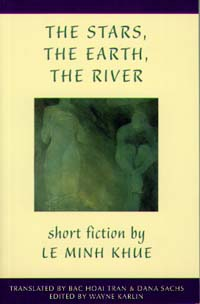 THE STARS,
THE EARTH,
THE RIVER
short fiction by
LE MINH KHUE
TRANSLATED BY BAC HOAI TRAN & DANA SACHS
EDITED BY WAYNE KARLIN